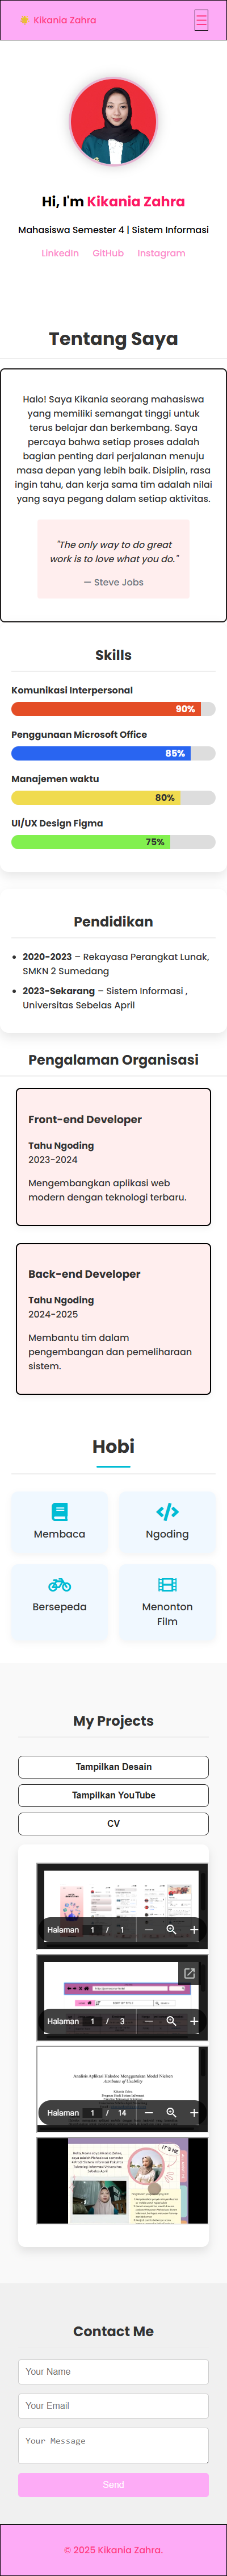 Kikania Zahra
Hi, I'm Kikania Zahra
Mahasiswa Semester 4 | Sistem Informasi
LinkedIn GitHub Instagram
Tentang Saya
Halo! Saya Kikania seorang mahasiswa
yang memiliki semangat tinggi untuk
terus belajar dan berkembang. Saya
percaya bahwa setiap proses adalah
bagian penting dari perjalanan menuju
masa depan yang lebih baik. Disiplin, rasa
ingin tahu, dan kerja sama tim adalah nilai
yang saya pegang dalam setiap aktivitas.
"The only way to do great
work is to love what you do."
— Steve Jobs
Skills
Komunikasi Interpersonal
90%
Penggunaan Microsoft Office
85%
Manajemen waktu
80%
UI/UX Design Figma
75%
Pendidikan
• 2020-2023 – Rekayasa Perangkat Lunak,
SMKN 2 Sumedang
• 2023-Sekarang – Sistem Informasi ,
Universitas Sebelas April
Pengalaman Organisasi
Front-end Developer
Tahu Ngoding
2023-2024
Mengembangkan aplikasi web
modern dengan teknologi terbaru.
Back-end Developer
Tahu Ngoding
2024-2025
Membantu tim dalam
pengembangan dan pemeliharaan
sistem.
Hobi
Membaca
Ngoding
Bersepeda
Menonton
Film
My Projects
Tampilkan Desain
Tampilkan YouTube
CV
Halaman 1 / 1
Halaman 1 / 3
Analisis Aplikasi Halodoc Menggunakan Model Nielsen
Attributes of Usability
Halaman 1 / 14
IT'S ME
Contact Me
Your Name
Your Email
Your Message
Send
© 2025 Kikania Zahra.